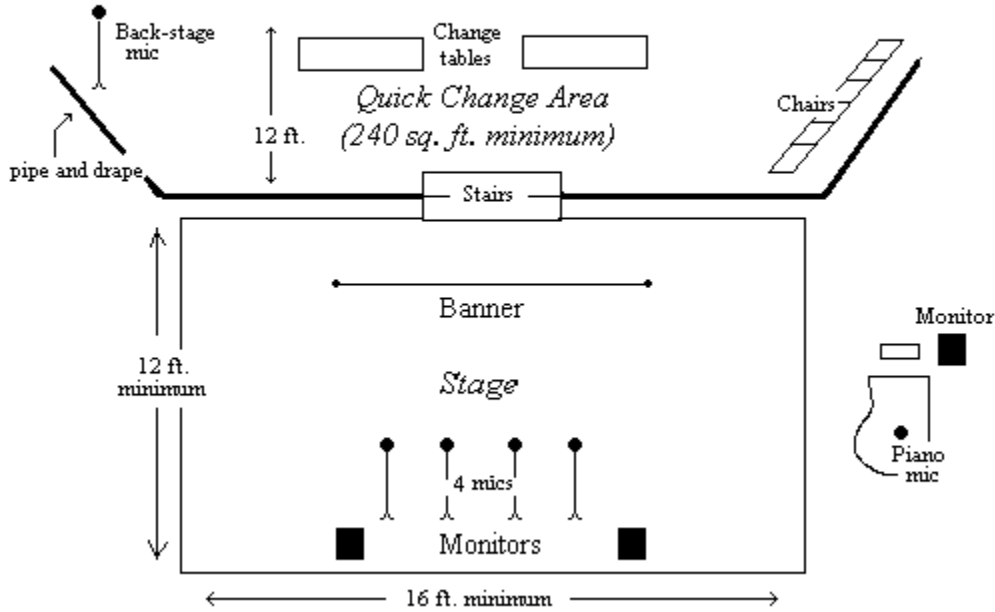 Back-stage
mic
Change
tables
Quick Change Area
(240 sq. ft. minimum)
Chairs
12 ft.
pipe and drape
Stairs
Banner
Monitor
12 ft.
minimum
Stage
Piano
mic
4 mics
Monitors
16 ft. minimum